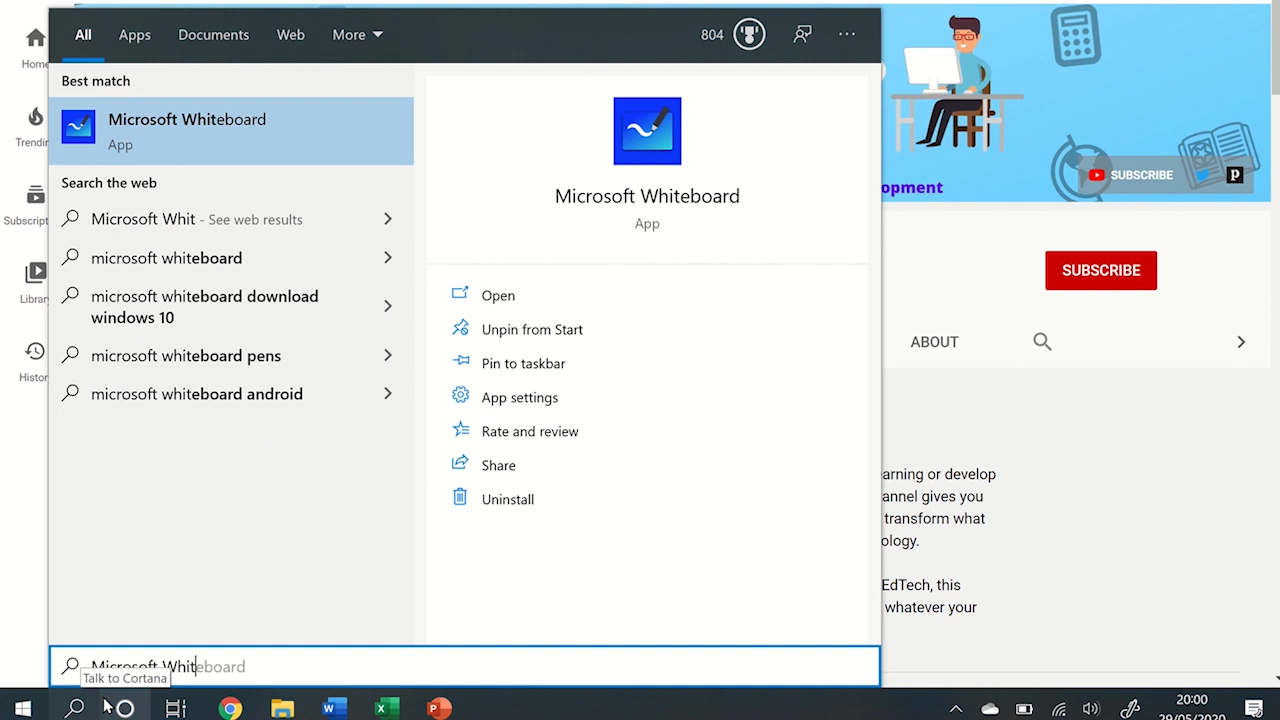 All Apps Documents Web More 804
Home
Trendin
Subscript
Librar
Histor
Best match
Microsoft Whiteboard
App
Search the web
Microsoft Whit - See web results
microsoft whiteboard
microsoft whiteboard download
windows 10
microsoft whiteboard pens
microsoft whiteboard android
Microsoft Whiteboard
App
Open
Unpin from Start
Pin to taskbar
App settings
Rate and review
Share
Uninstall
opment
SUBSCRIBE
SUBSCRIBE
ABOUT
earning or develop
annel gives you
transform what
ology.
EdTech, this
whatever your
Microsoft Whiteboard
Talk to Cortana
20:00
29/05/2020